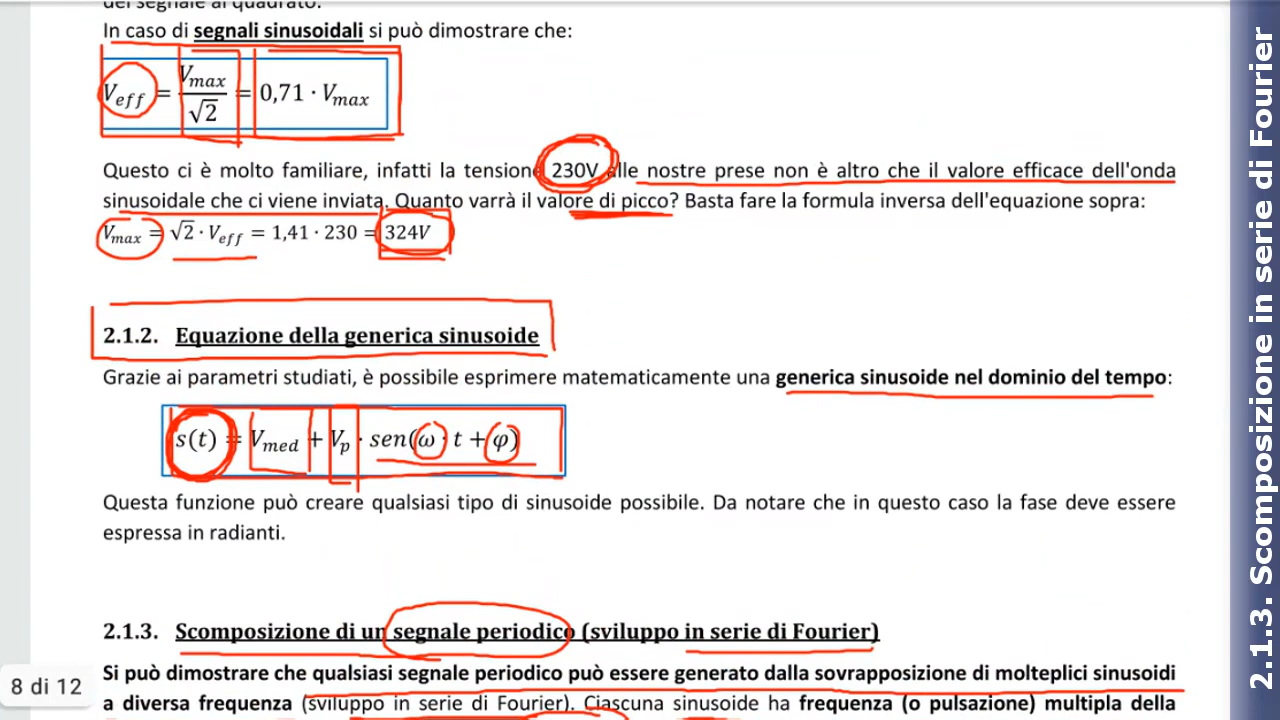 del segnale al quadrato.
In caso di segnali sinusoidali si può dimostrare che:
V_eff = V_max / √2 = 0,71 · V_max
Questo ci è molto familiare, infatti la tensione 230V alle nostre prese non è altro che il valore efficace dell'onda
sinusoidale che ci viene inviata. Quanto varrà il valore di picco? Basta fare la formula inversa dell'equazione sopra:
V_max = √2 · V_eff = 1,41 · 230 = 324V
2.1.2. Equazione della generica sinusoide
Grazie ai parametri studiati, è possibile esprimere matematicamente una generica sinusoide nel dominio del tempo:
s(t) = V_med + V_p · sen(ω · t + φ)
Questa funzione può creare qualsiasi tipo di sinusoide possibile. Da notare che in questo caso la fase deve essere
espressa in radianti.
2.1.3. Scomposizione di un segnale periodico (sviluppo in serie di Fourier)
Si può dimostrare che qualsiasi segnale periodico può essere generato dalla sovrapposizione di molteplici sinusoidi
a diversa frequenza (sviluppo in serie di Fourier). Ciascuna sinusoide ha frequenza (o pulsazione) multipla della
8 di 12
2.1.3. Scomposizione in serie di Fourier